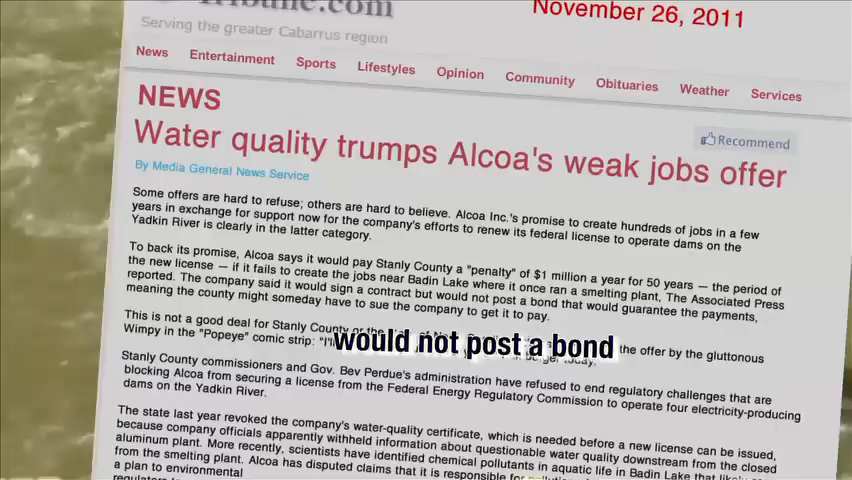 Tribune.com
November 26, 2011
Serving the greater Cabarrus region
News Entertainment Sports Lifestyles Opinion Community Obituaries Weather Services
NEWS
Recommend
Water quality trumps Alcoa's weak jobs offer
By Media General News Service
Some offers are hard to refuse; others are hard to believe. Alcoa Inc.'s promise to create hundreds of jobs in a few
years in exchange for support now for the company's efforts to renew its federal license to operate dams on the
Yadkin River is clearly in the latter category.
To back its promise, Alcoa says it would pay Stanly County a "penalty" of $1 million a year for 50 years — the period of
the new license — if it fails to create the jobs near Badin Lake where it once ran a smelting plant, The Associated Press
reported. The company said it would sign a contract but would not post a bond that would guarantee the payments,
meaning the county might someday have to sue the company to get it to pay.
This is not a good deal for Stanly County or the the offer by the gluttonous
would not post a bond
Wimpy in the "Popeye" comic strip: today.
Stanly County commissioners and Gov. Bev Perdue's administration have refused to end regulatory challenges that are
blocking Alcoa from securing a license from the Federal Energy Regulatory Commission to operate four electricity-producing
dams on the Yadkin River.
The state last year revoked the company's water-quality certificate, which is needed before a new license can be issued,
because company officials apparently withheld information about questionable water quality downstream from the closed
aluminum plant. More recently, scientists have identified chemical pollutants in aquatic life in Badin Lake that likely
from the smelting plant. Alcoa has disputed claims that it is responsible for
a plan to environmental